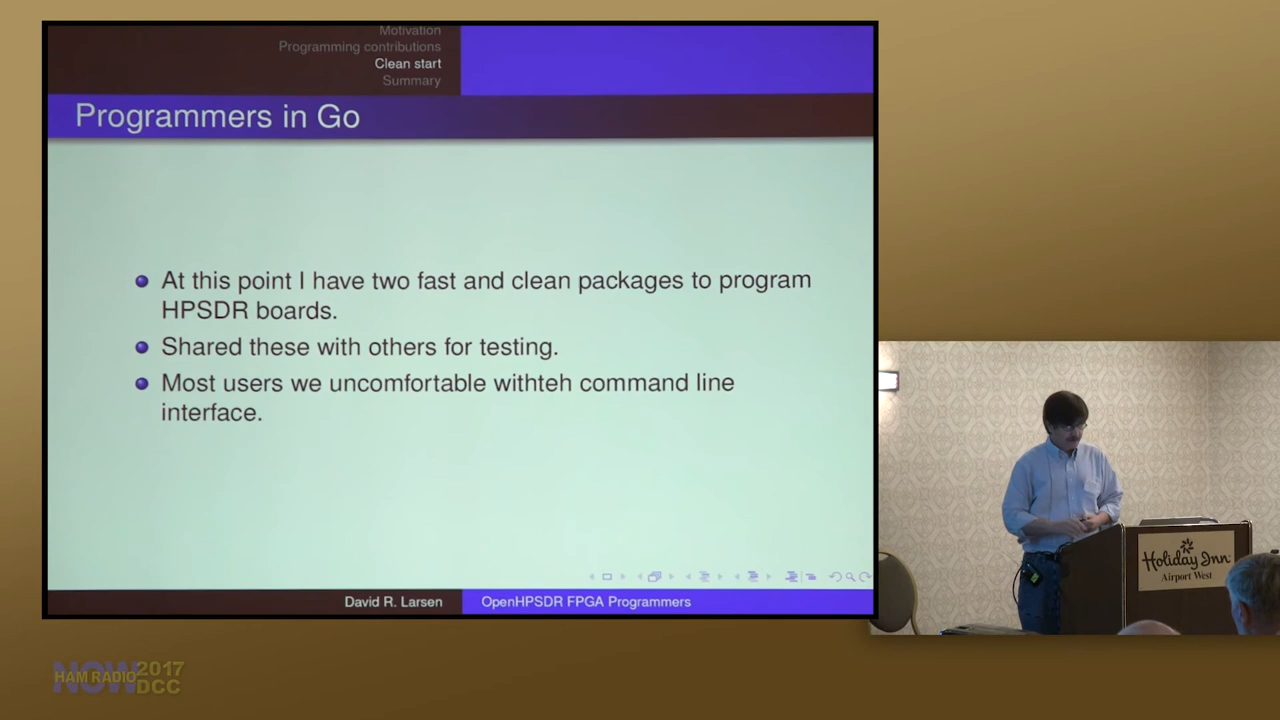 Motivation
Programming contributions
Clean start
Summary
Programmers in Go
At this point I have two fast and clean packages to program
HPSDR boards.
Shared these with others for testing.
Most users we uncomfortable withteh command line
interface.
David R. Larsen
OpenHPSDR FPGA Programmers
Holiday Inn
Airport West
NOW
HAM RADIO
2017
DCC